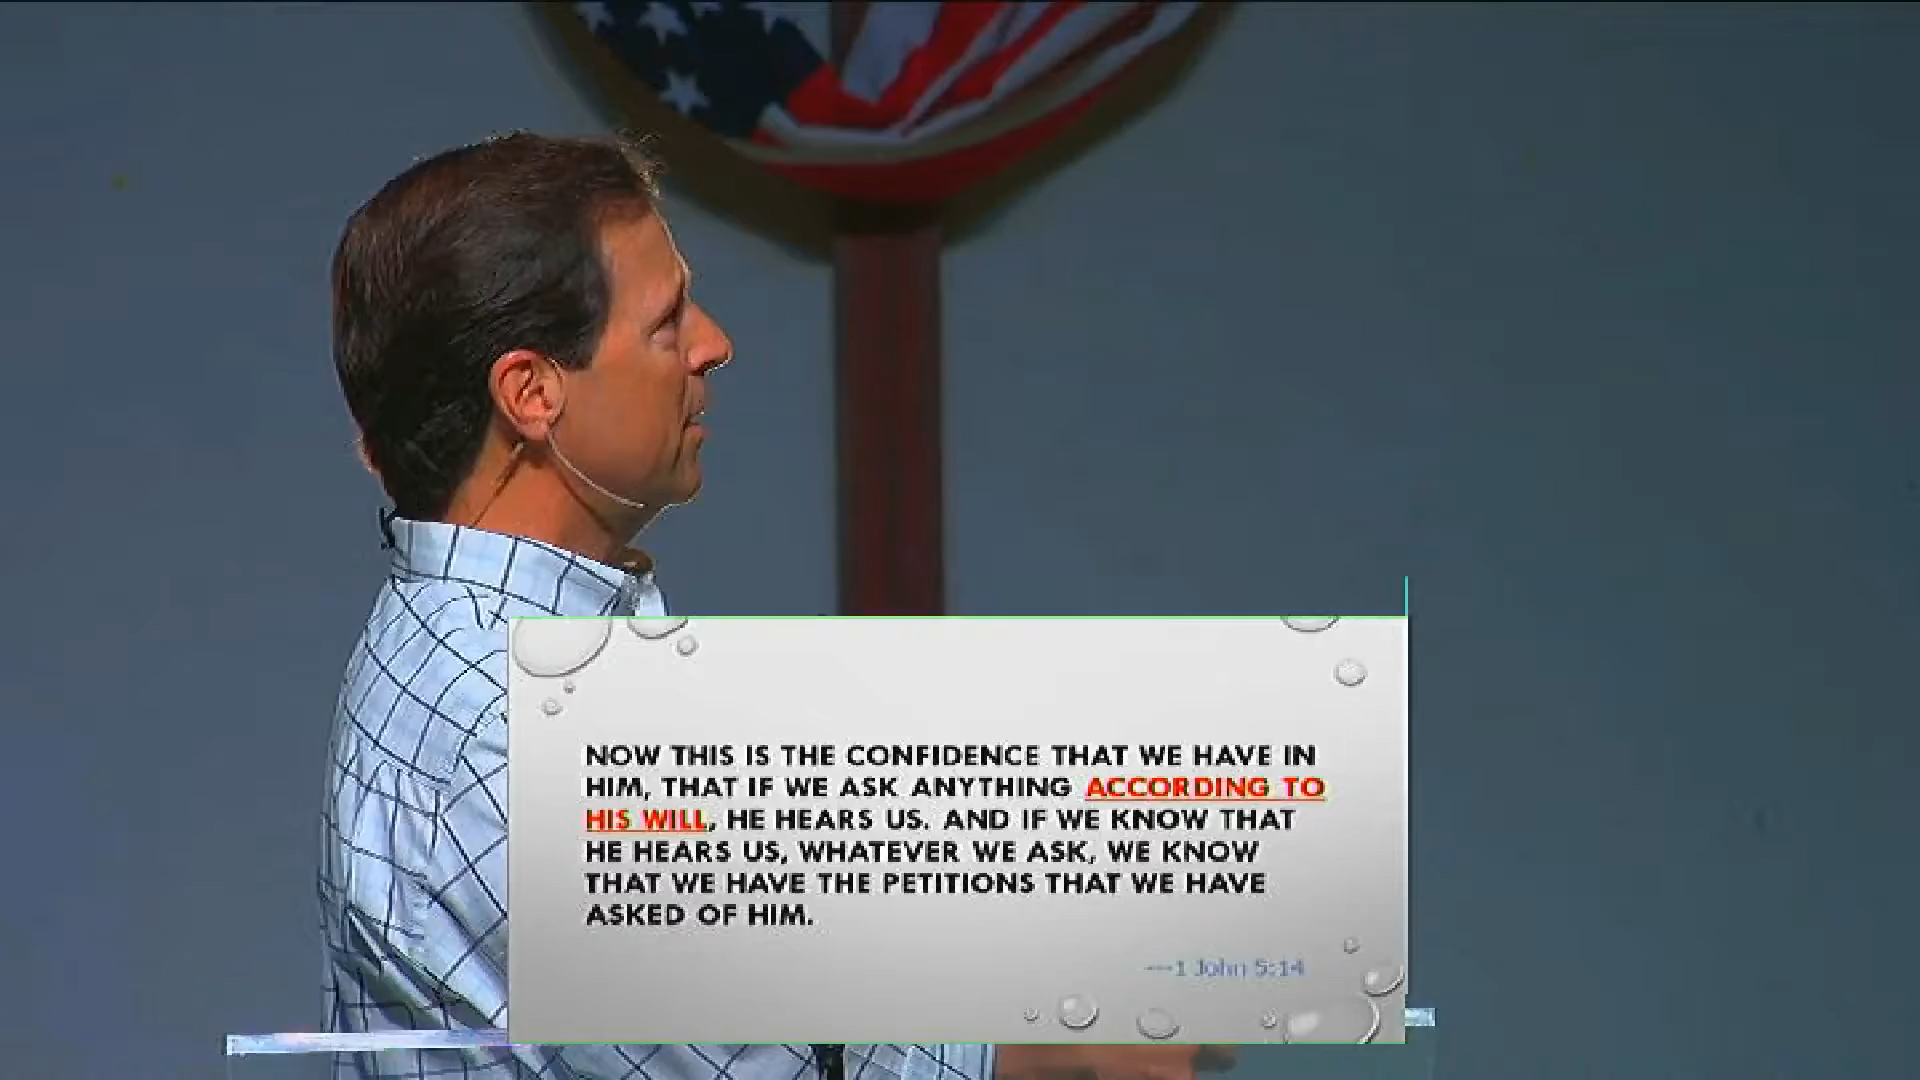 NOW THIS IS THE CONFIDENCE THAT WE HAVE IN
HIM, THAT IF WE ASK ANYTHING ACCORDING TO
HIS WILL, HE HEARS US. AND IF WE KNOW THAT
HE HEARS US, WHATEVER WE ASK, WE KNOW
THAT WE HAVE THE PETITIONS THAT WE HAVE
ASKED OF HIM.
---1 John 5:14